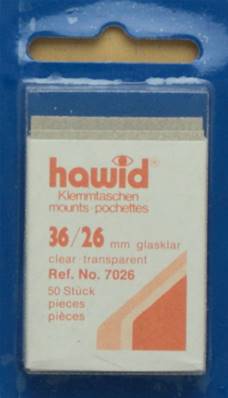 hawid®
Klemmtaschen
mounts·pochettes
36/26 mm glasklar
clear·transparent
Ref. No. 7026
50 Stück
pieces
pièces